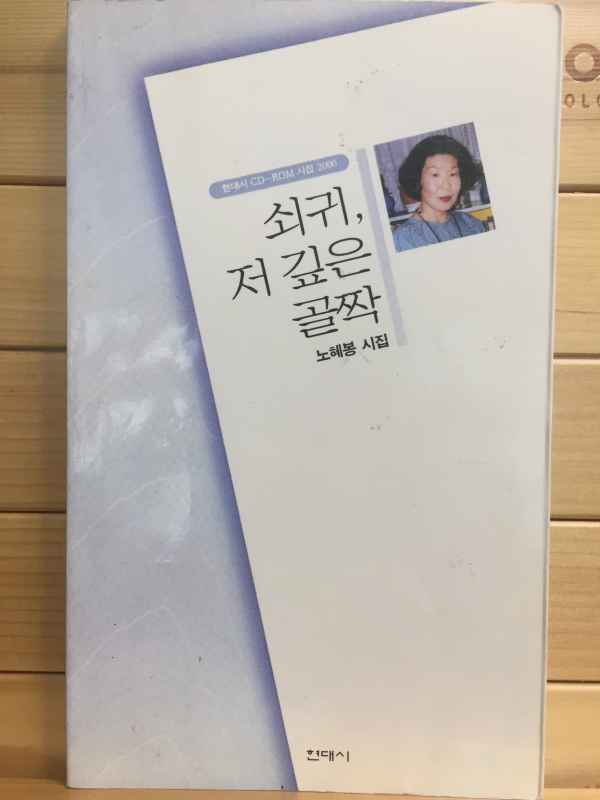 현대시 CD-ROM 시집 2000
쇠귀,
저 깊은
골짝
노혜봉 시집
현대시
OLO